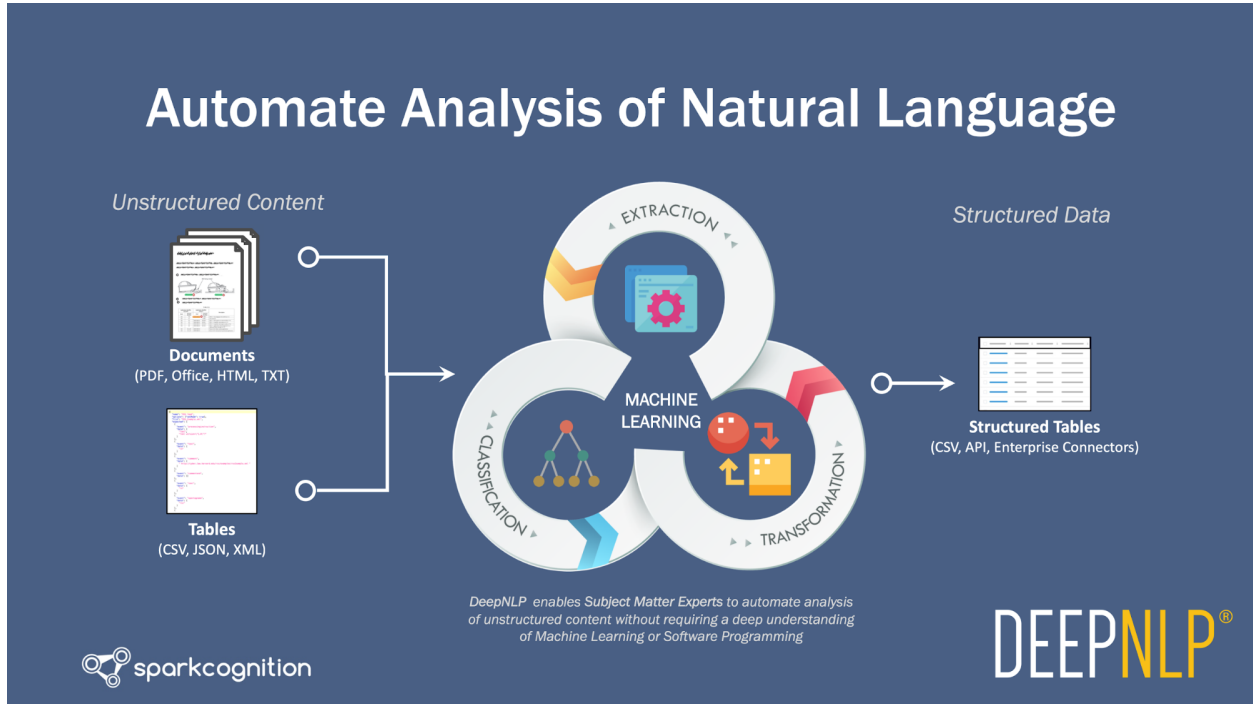 Automate Analysis of Natural Language
Unstructured Content
Documents
(PDF, Office, HTML, TXT)
Tables
(CSV, JSON, XML)
EXTRACTION
CLASSIFICATION
MACHINE
LEARNING
TRANSFORMATION
Structured Data
Structured Tables
(CSV, API, Enterprise Connectors)
DeepNLP enables Subject Matter Experts to automate analysis
of unstructured content without requiring a deep understanding
of Machine Learning or Software Programming
sparkcognition
DEEPNLP®